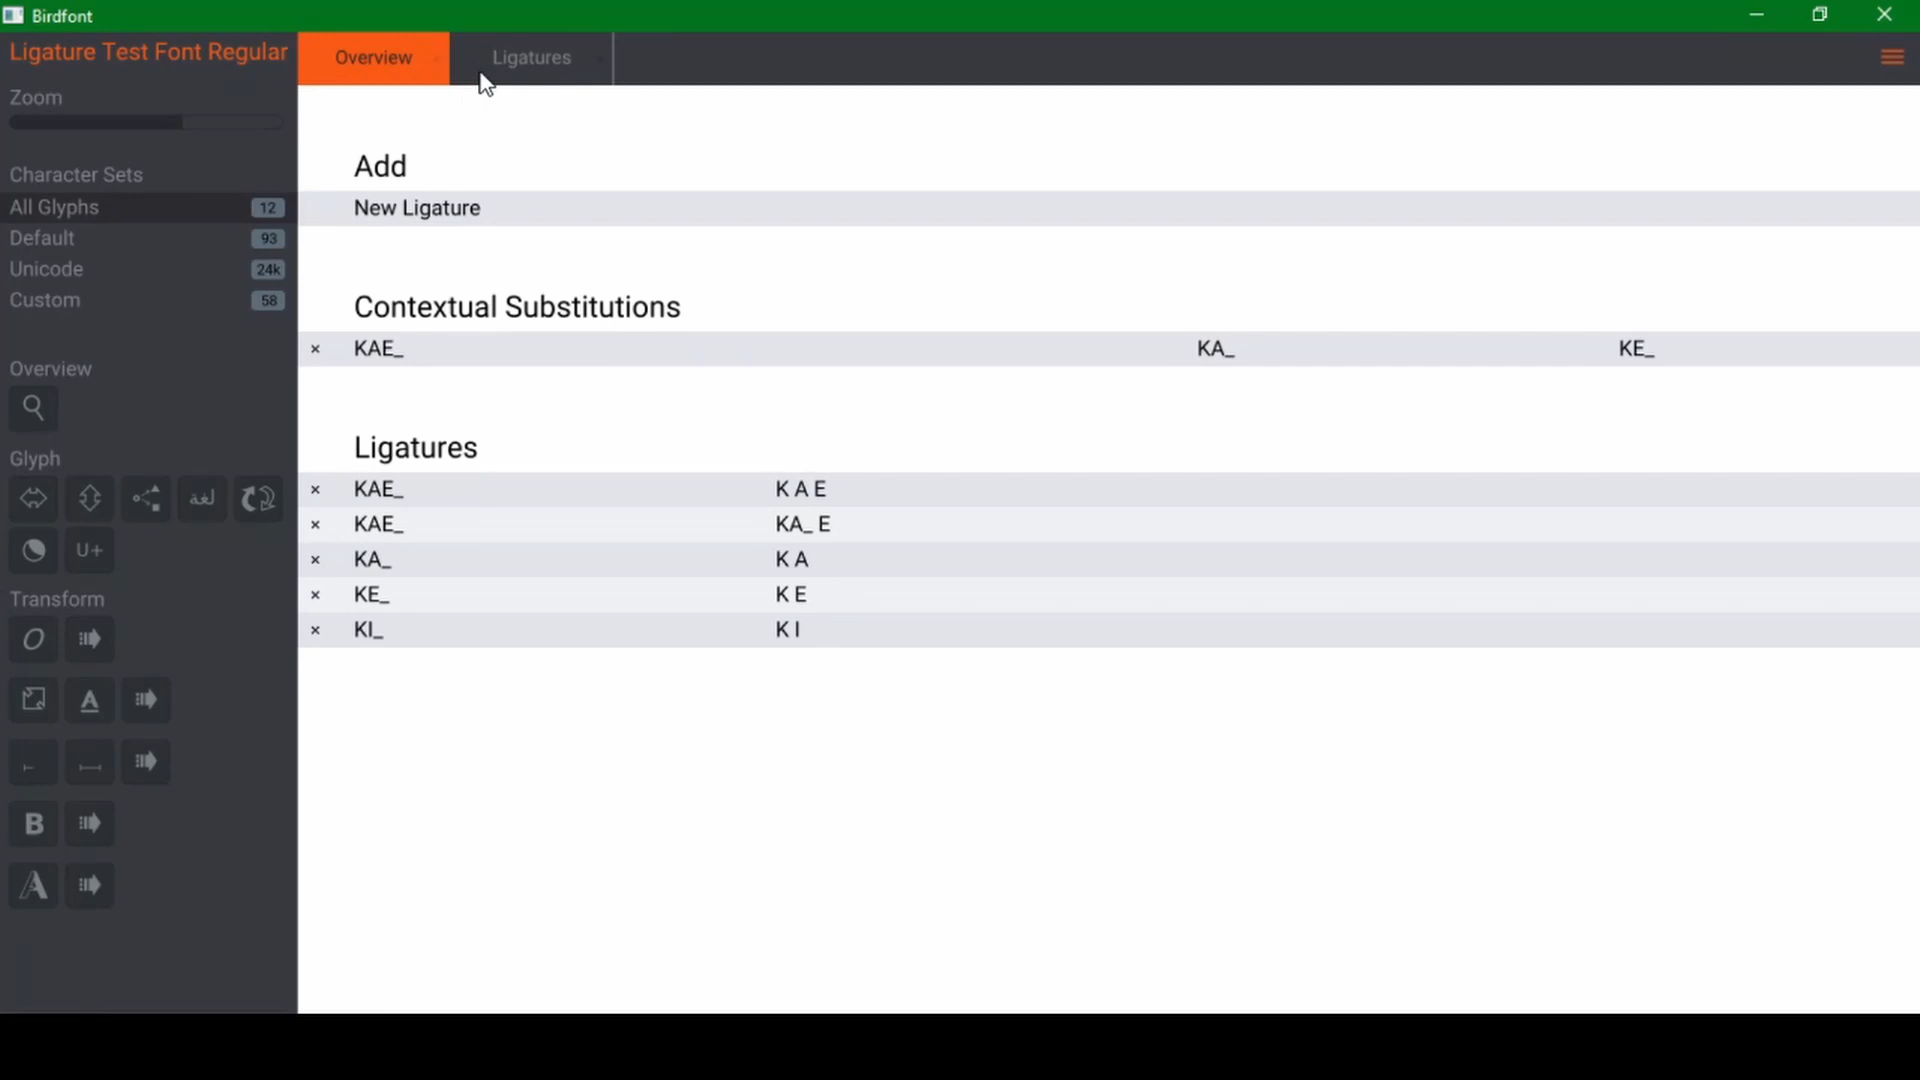 Birdfont
Ligature Test Font Regular
Overview
Ligatures
Zoom
Character Sets
All Glyphs 12
Default 93
Unicode 24k
Custom 58
Overview
Glyph
لغة
U+
Transform
O
A
B
A
Add
New Ligature
Contextual Substitutions
× KAE_ KA_ KE_
Ligatures
× KAE_ K A E
× KAE_ KA_ E
× KA_ K A
× KE_ K E
× KI_ K I